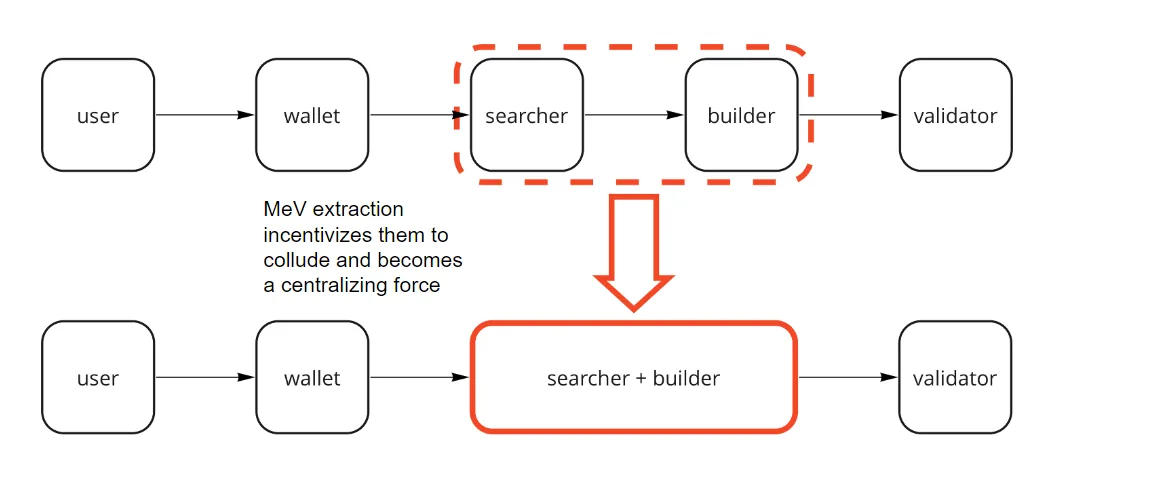 user
wallet
searcher
builder
validator
MeV extraction
incentivizes them to
collude and becomes
a centralizing force
user
wallet
searcher + builder
validator